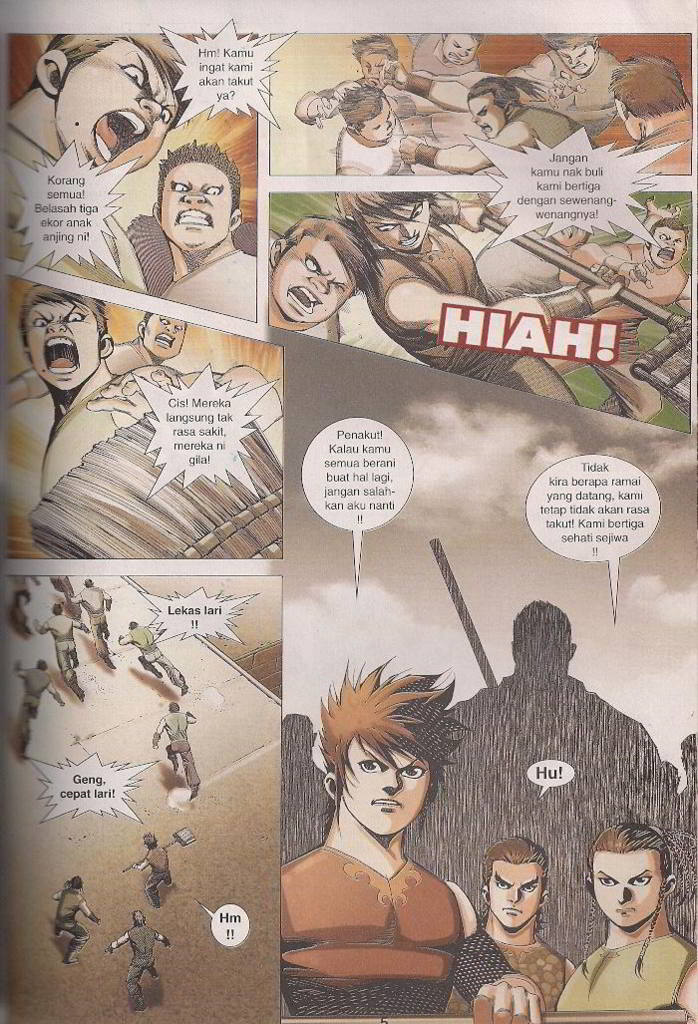 Hm! Kamu
ingat kami
akan takut
ya?
Korang
semua!
Belasah tiga
ekor anak
anjing ni!
Jangan
kamu nak buli
kami bertiga
dengan sewenang-
wenangnya!
HIAH!
Cis! Mereka
langsung tak
rasa sakit,
mereka ni
gila!
Penakut!
Kalau kamu
semua berani
buat hal lagi,
jangan salah-
kan aku nanti
!!
Tidak
kira berapa ramai
yang datang, kami
tetap tidak akan rasa
takut! Kami bertiga
sehati sejiwa
!!
Lekas lari
!!
Geng,
cepat lari!
Hm
!!
Hu!
5